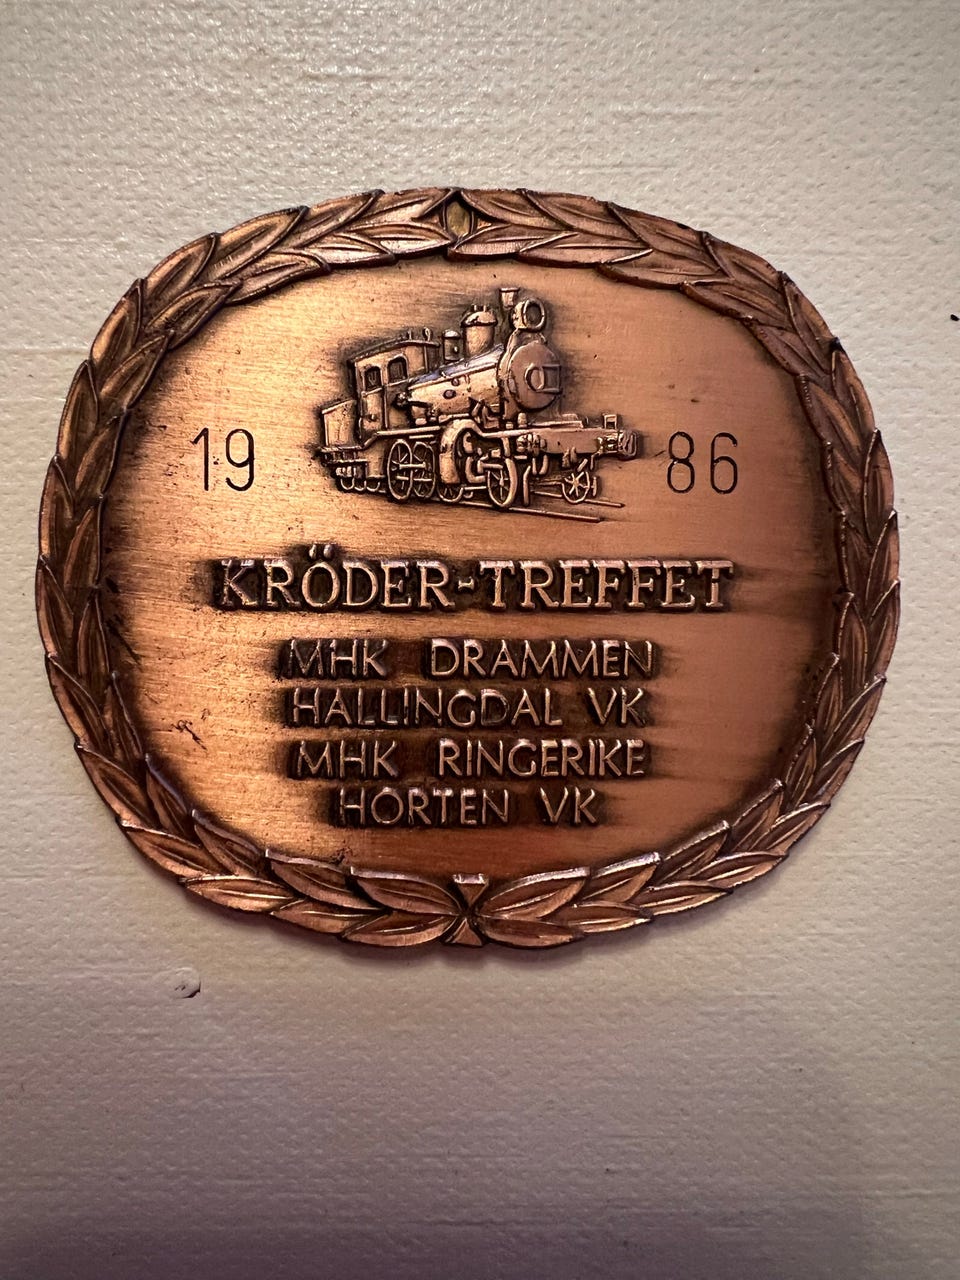 19 86
KRÖDER-TREFFET
MHK DRAMMEN
HALLINGDAL VK
MHK RINGERIKE
HORTEN VK